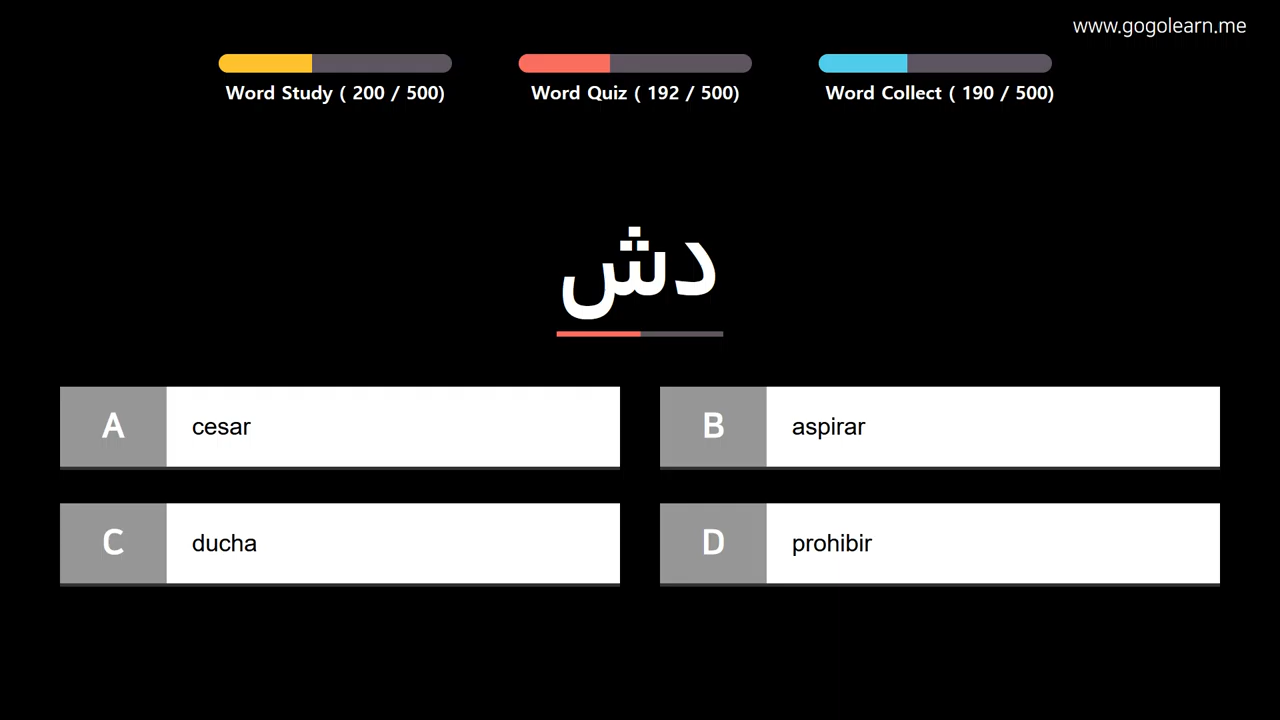 www.gogolearn.me
Word Study ( 200 / 500)
Word Quiz ( 192 / 500)
Word Collect ( 190 / 500)
دش
A cesar
B aspirar
C ducha
D prohibir